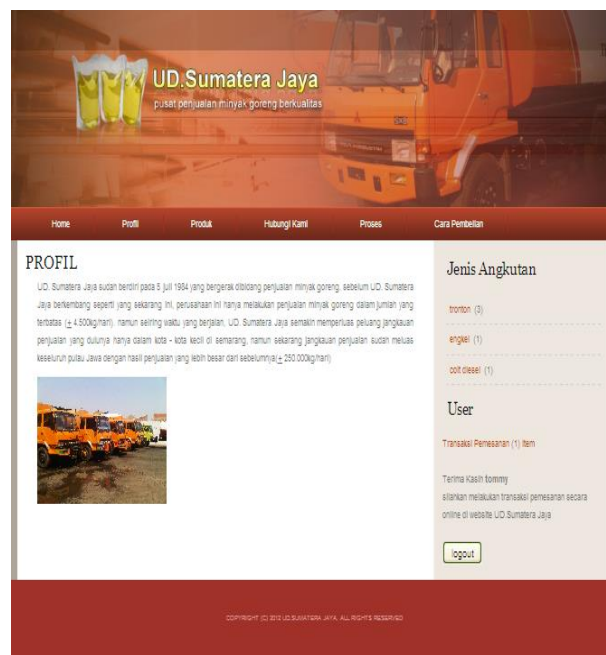 UD.Sumatera Jaya
pusat penjualan minyak goreng berkualitas
Home Profil Produk Hubungi Kami Proses Cara Pembelian
PROFIL
UD. Sumatera Jaya sudah berdiri pada 5 juli 1984 yang bergerak dibidang penjualan minyak goreng, sebelum UD. Sumatera
Jaya berkembang seperti yang sekarang ini, perusahaan ini hanya melakukan penjualan minyak goreng dalam jumlah yang
terbatas (± 4.500kg/hari). namun seiring waktu yang berjalan, UD. Sumatera Jaya semakin memperluas peluang jangkauan
penjualan yang dulunya hanya dalam kota - kota kecil di semarang, namun sekarang jangkauan penjualan sudah meluas
keseluruh pulau Jawa dengan hasil penjualan yang lebih besar dari sebelumnya(± 250.000kg/hari)
Jenis Angkutan
tronton (3)
engkel (1)
colt diesel (1)
User
Transaksi Pemesanan (1) Item
Terima Kasih tommy
silahkan melakukan transaksi pemesanan secara
online di website UD.Sumatera Jaya
logout
COPYRIGHT (C) 2012 UD.SUMATERA JAYA, ALL RIGHTS RESERVED